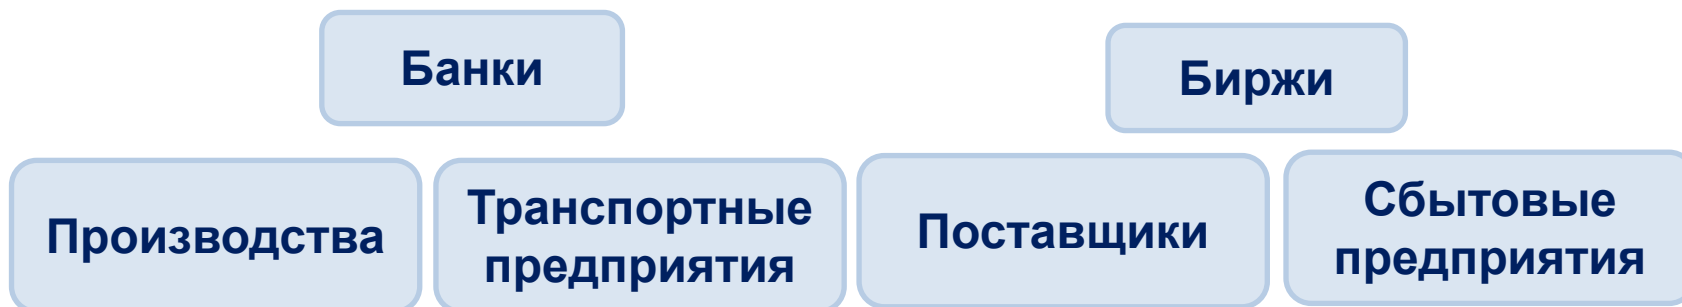 Банки
Биржи
Производства
Транспортные
предприятия
Поставщики
Сбытовые
предприятия